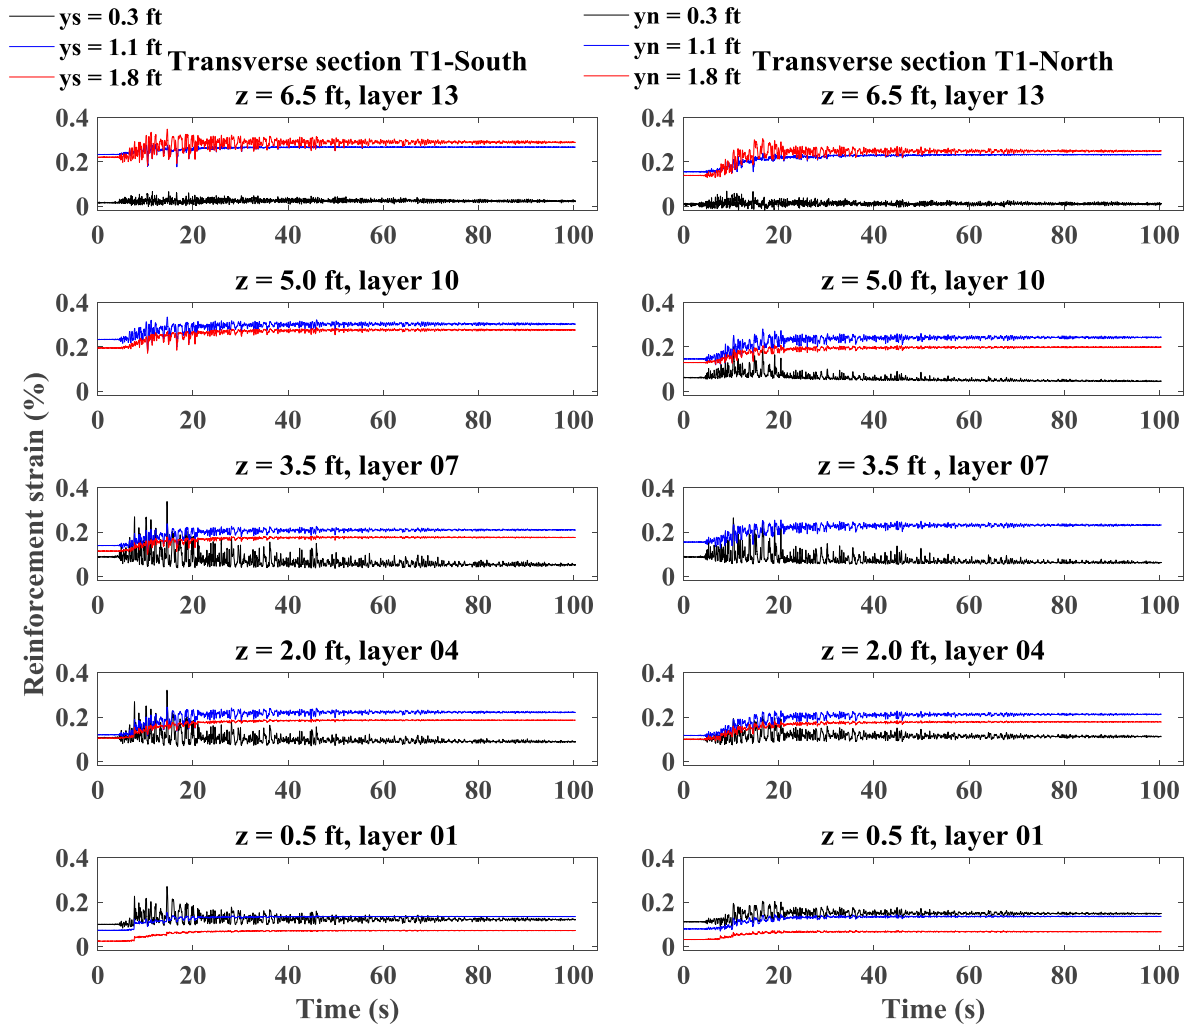 ys = 0.3 ft
ys = 1.1 ft
ys = 1.8 ft
Transverse section T1-South
yn = 0.3 ft
yn = 1.1 ft
yn = 1.8 ft
Transverse section T1-North
z = 6.5 ft, layer 13
0.4
0.2
0
0 20 40 60 80 100
z = 6.5 ft, layer 13
0.4
0.2
0
0 20 40 60 80 100
z = 5.0 ft, layer 10
0.4
0.2
0
0 20 40 60 80 100
z = 5.0 ft, layer 10
0.4
0.2
0
0 20 40 60 80 100
Reinforcement strain (%)
z = 3.5 ft, layer 07
0.4
0.2
0
0 20 40 60 80 100
z = 3.5 ft , layer 07
0.4
0.2
0
0 20 40 60 80 100
z = 2.0 ft, layer 04
0.4
0.2
0
0 20 40 60 80 100
z = 2.0 ft, layer 04
0.4
0.2
0
0 20 40 60 80 100
z = 0.5 ft, layer 01
0.4
0.2
0
0 20 40 60 80 100
Time (s)
z = 0.5 ft, layer 01
0.4
0.2
0
0 20 40 60 80 100
Time (s)